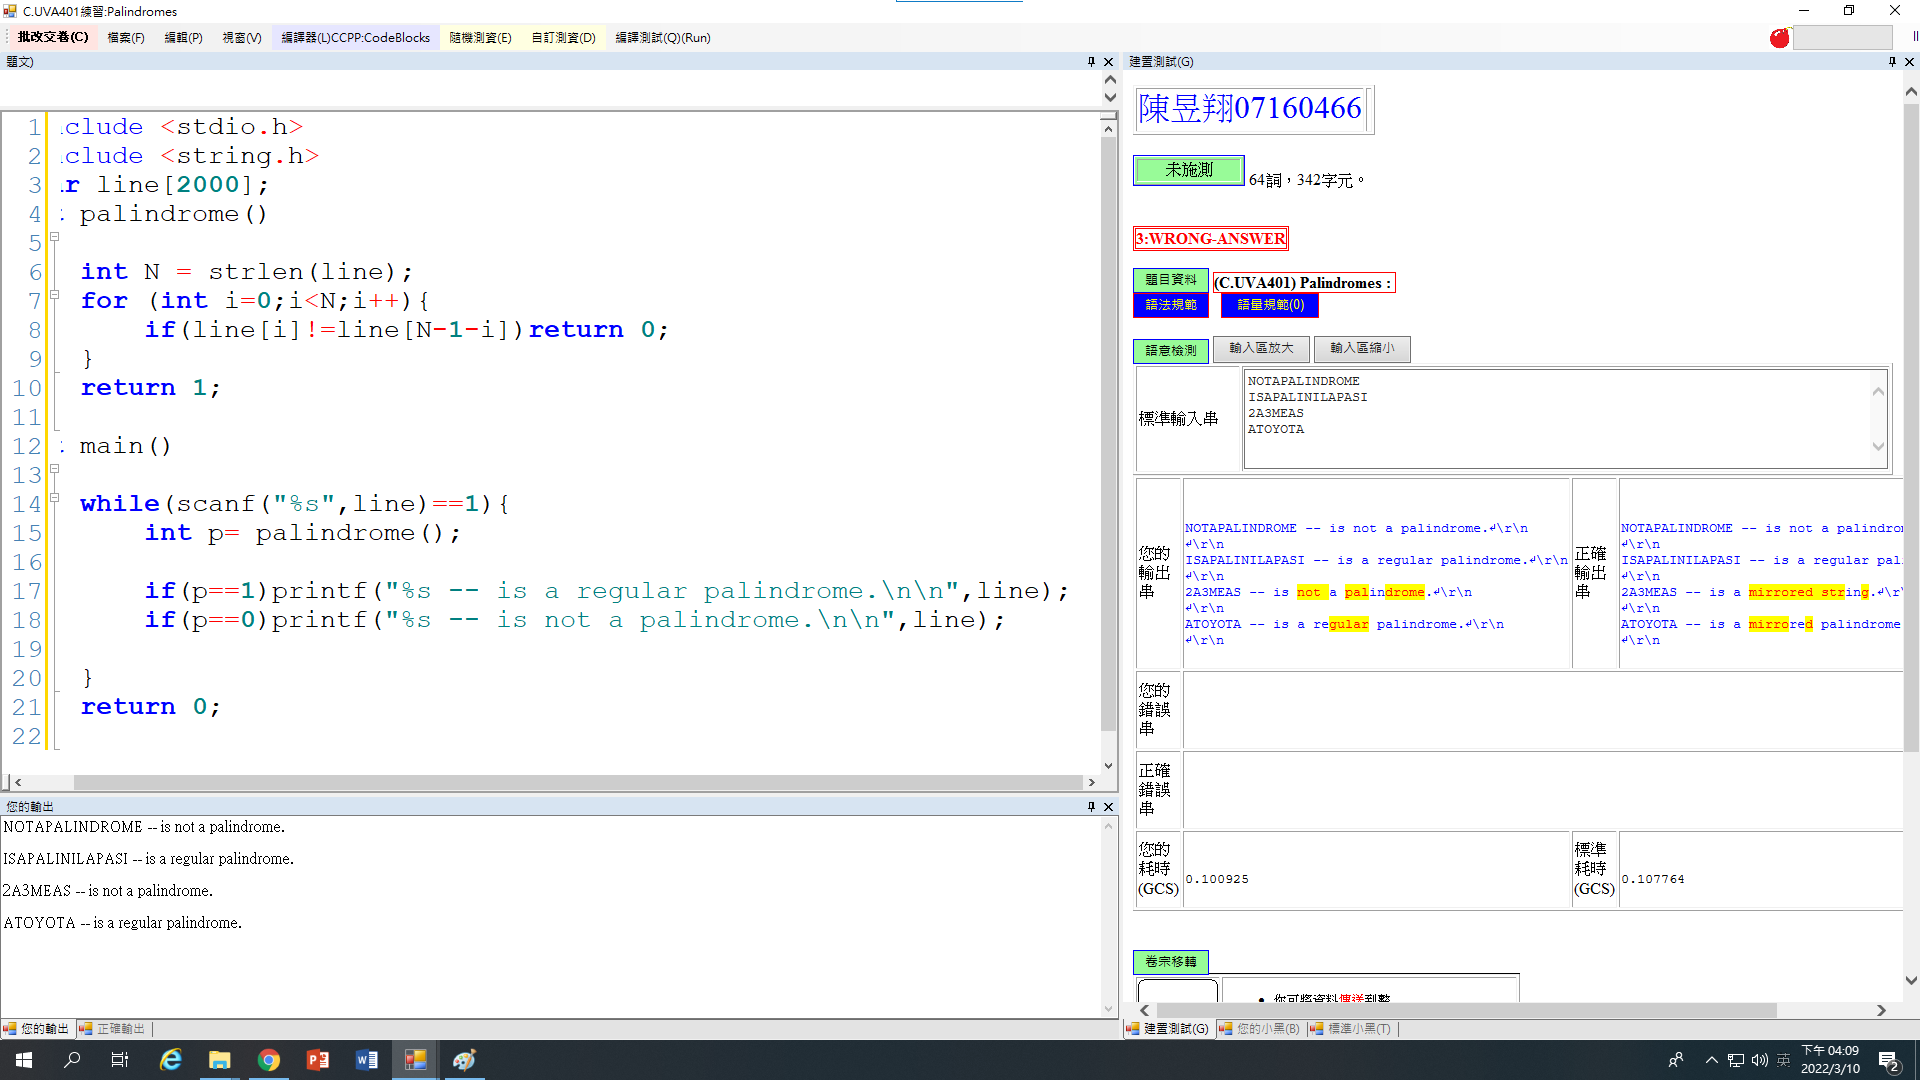 C.UVA401練習:Palindromes
批改交卷(C) 檔案(F) 編輯(P) 視窗(V) 編譯器(L)CCPP:CodeBlocks 隨機測資(E) 自訂測資(D) 編譯測試(Q)(Run)
題文)
1 clude <stdio.h>
2 clude <string.h>
3 r line[2000];
4 palindrome()
5
6 int N = strlen(line);
7 for (int i=0;i<N;i++){
8 if(line[i]!=line[N-1-i])return 0;
9 }
10 return 1;
11
12 main()
13
14 while(scanf("%s",line)==1){
15 int p= palindrome();
16
17 if(p==1)printf("%s -- is a regular palindrome.\n\n",line);
18 if(p==0)printf("%s -- is not a palindrome.\n\n",line);
19
20 }
21 return 0;
22
您的輸出
NOTAPALINDROME -- is not a palindrome.
ISAPALINILAPASI -- is a regular palindrome.
2A3MEAS -- is not a palindrome.
ATOYOTA -- is a regular palindrome.
您的輸出 正確輸出
建置測試(G)
陳昱翔07160466
未施測 64詞，342字元。
3:WRONG-ANSWER
題目資料 (C.UVA401) Palindromes :
語法規範 語量規範(0)
語意檢測 輸入區放大 輸入區縮小
標準輸入串
NOTAPALINDROME
ISAPALINILAPASI
2A3MEAS
ATOYOTA
您的輸出串
NOTAPALINDROME -- is not a palindrome.↲\r\n
↲\r\n
ISAPALINILAPASI -- is a regular palindrome.↲\r\n
↲\r\n
2A3MEAS -- is not a palindrome.↲\r\n
↲\r\n
ATOYOTA -- is a regular palindrome.↲\r\n
↲\r\n
正確輸出串
NOTAPALINDROME -- is not a palindro
↲\r\n
ISAPALINILAPASI -- is a regular pal
↲\r\n
2A3MEAS -- is a mirrored string.↲\r
↲\r\n
ATOYOTA -- is a mirrored palindrome
↲\r\n
您的錯誤串
正確錯誤串
您的耗時(GCS) 0.100925
標準耗時(GCS) 0.107764
卷宗移轉
• 你可將資料傳送到整
建置測試(G) 您的小黑(B) 標準小黑(T)
英
下午 04:09
2022/3/10
2